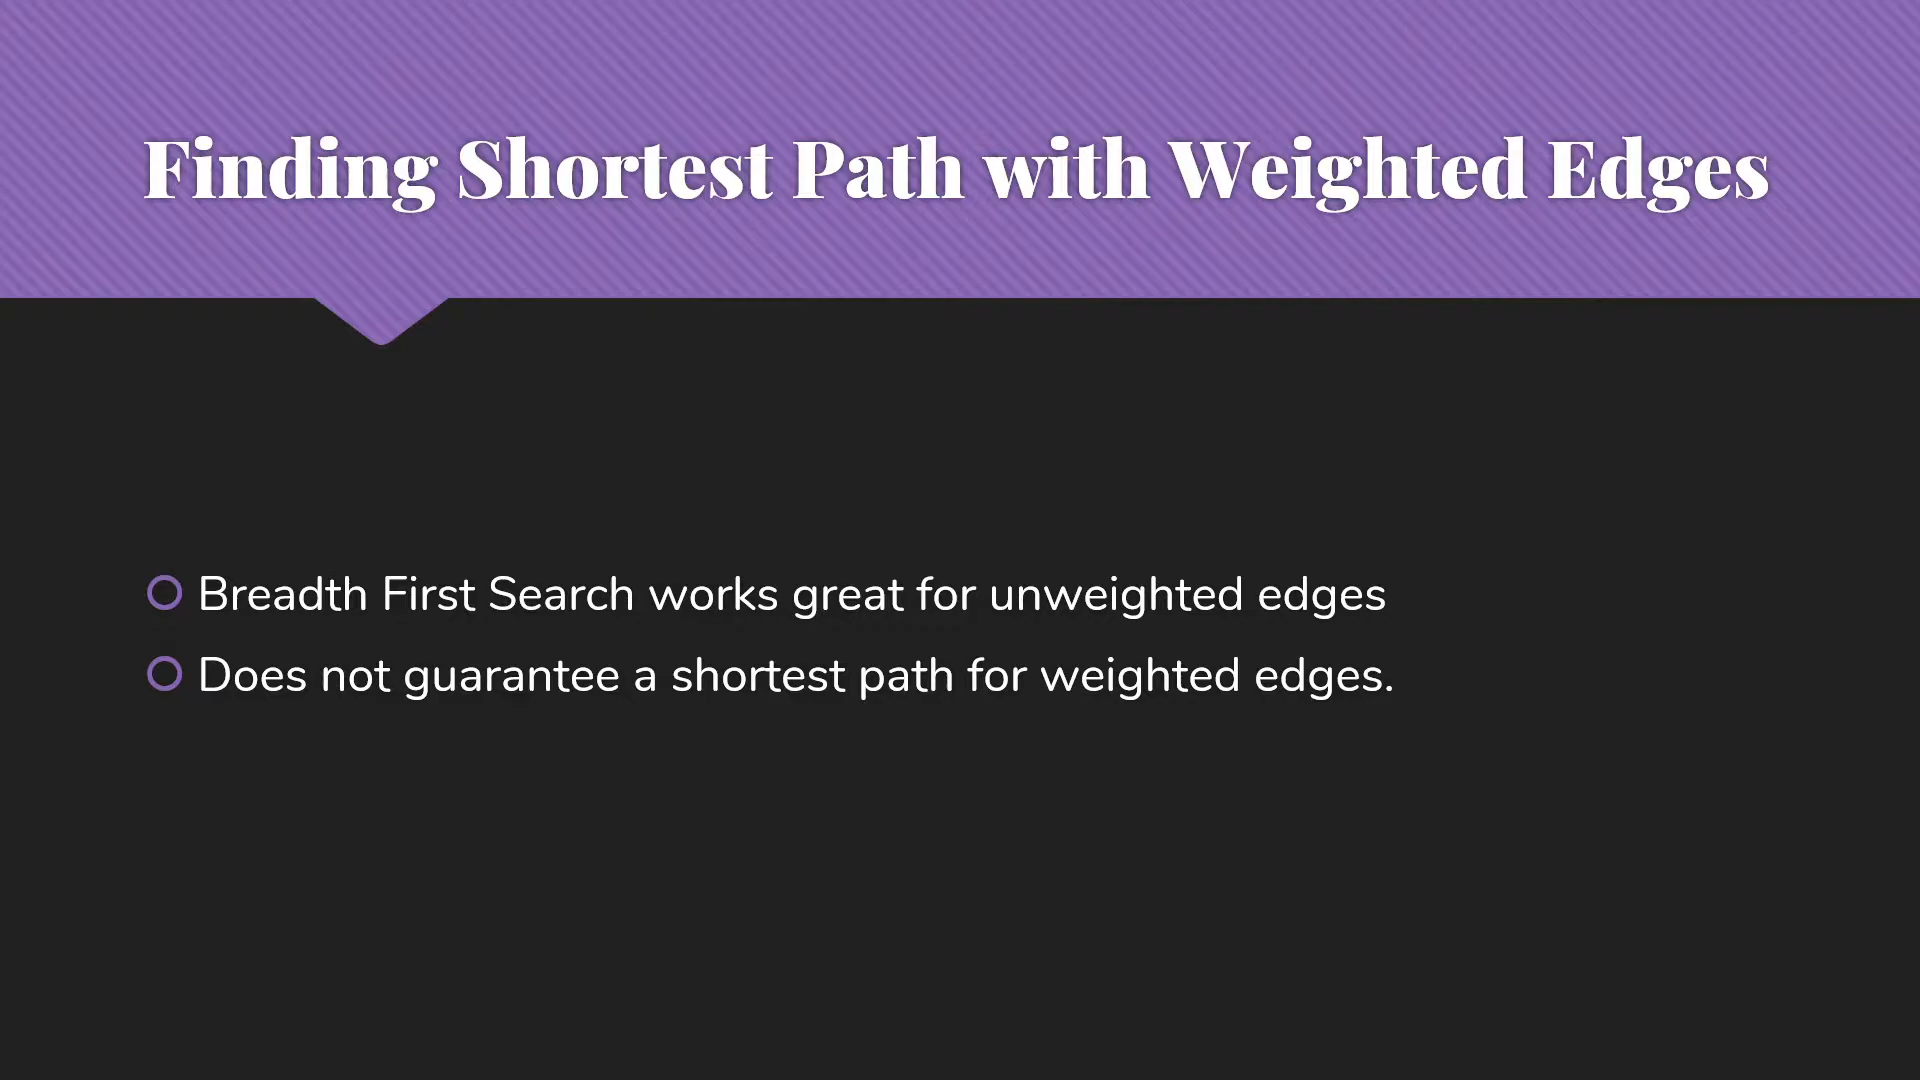 Finding Shortest Path with Weighted Edges
Breadth First Search works great for unweighted edges
Does not guarantee a shortest path for weighted edges.